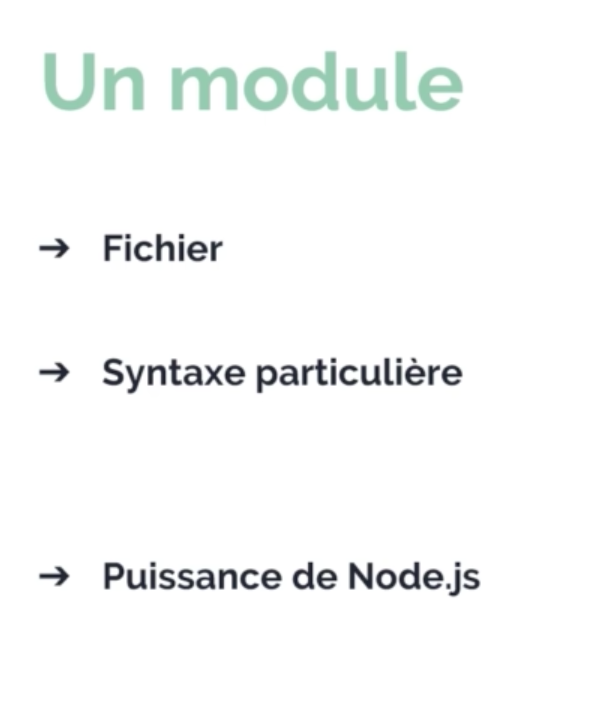 Un module
➔ Fichier
➔ Syntaxe particulière
➔ Puissance de Node.js